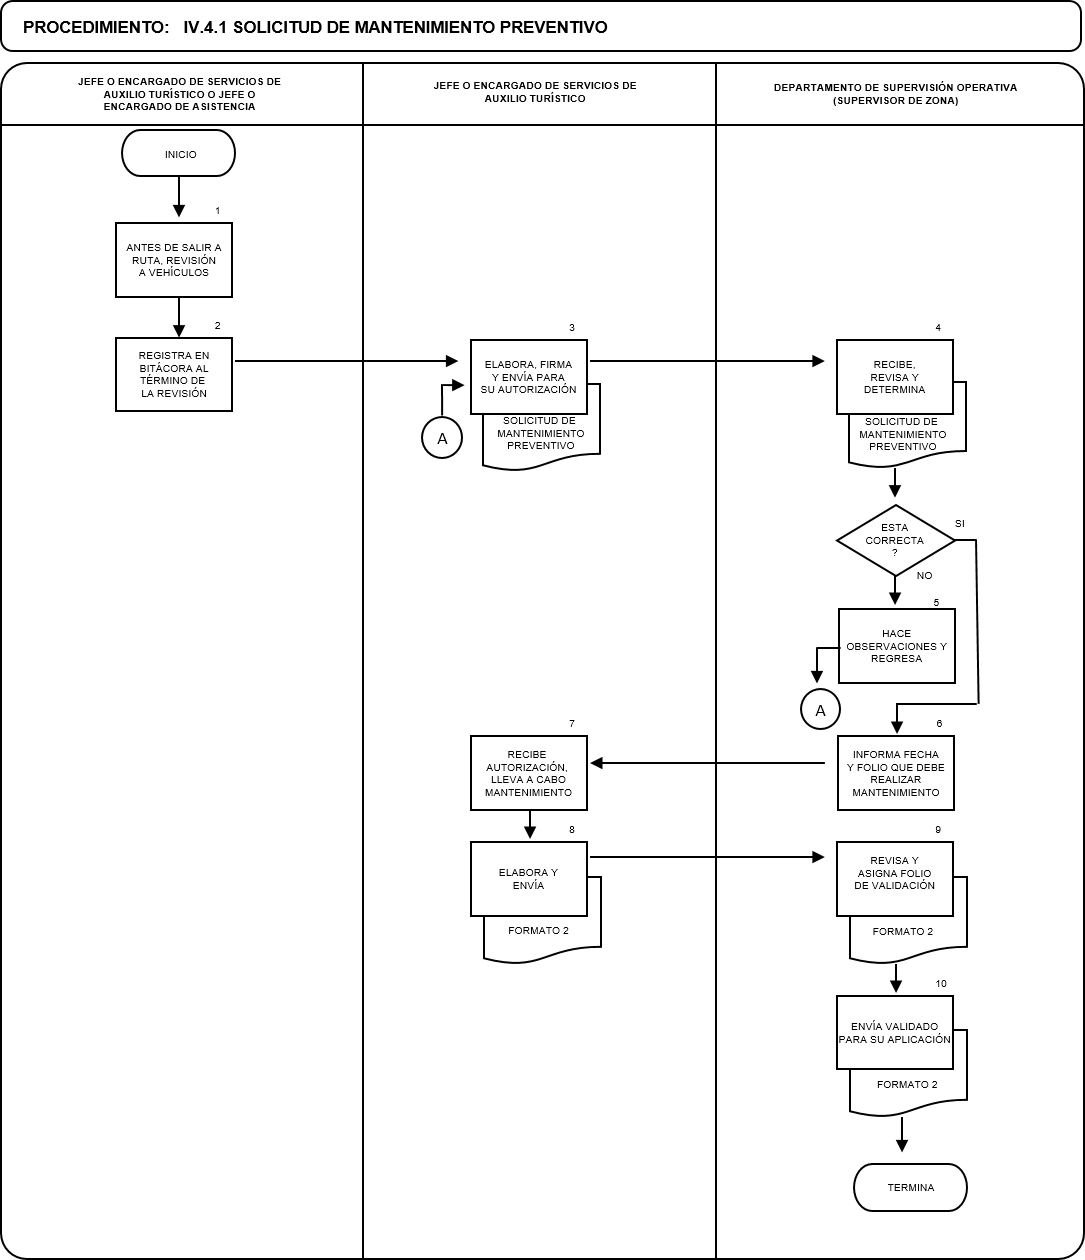 PROCEDIMIENTO: IV.4.1 SOLICITUD DE MANTENIMIENTO PREVENTIVO
JEFE O ENCARGADO DE SERVICIOS DE
AUXILIO TURÍSTICO O JEFE O
ENCARGADO DE ASISTENCIA
JEFE O ENCARGADO DE SERVICIOS DE
AUXILIO TURÍSTICO
DEPARTAMENTO DE SUPERVISIÓN OPERATIVA
(SUPERVISOR DE ZONA)
INICIO
1
ANTES DE SALIR A
RUTA, REVISIÓN
A VEHÍCULOS
2
REGISTRA EN
BITÁCORA AL
TÉRMINO DE
LA REVISIÓN
3
ELABORA, FIRMA
Y ENVÍA PARA
SU AUTORIZACIÓN
SOLICITUD DE
MANTENIMIENTO
PREVENTIVO
A
4
RECIBE,
REVISA Y
DETERMINA
SOLICITUD DE
MANTENIMIENTO
PREVENTIVO
ESTA
CORRECTA
?
SI
NO
5
HACE
OBSERVACIONES Y
REGRESA
A
6
INFORMA FECHA
Y FOLIO QUE DEBE
REALIZAR
MANTENIMIENTO
7
RECIBE
AUTORIZACIÓN,
LLEVA A CABO
MANTENIMIENTO
8
ELABORA Y
ENVÍA
FORMATO 2
9
REVISA Y
ASIGNA FOLIO
DE VALIDACIÓN
FORMATO 2
10
ENVÍA VALIDADO
PARA SU APLICACIÓN
FORMATO 2
TERMINA